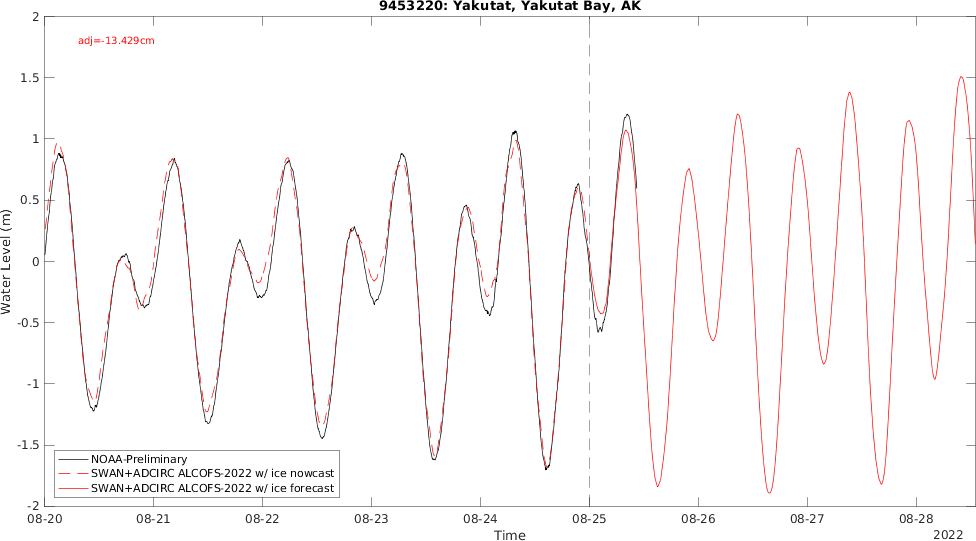 9453220: Yakutat, Yakutat Bay, AK
adj=-13.429cm
Water Level (m)
2
1.5
1
0.5
0
-0.5
-1
-1.5
-2
NOAA-Preliminary
SWAN+ADCIRC ALCOFS-2022 w/ ice nowcast
SWAN+ADCIRC ALCOFS-2022 w/ ice forecast
08-20 08-21 08-22 08-23 08-24 08-25 08-26 08-27 08-28
Time
2022